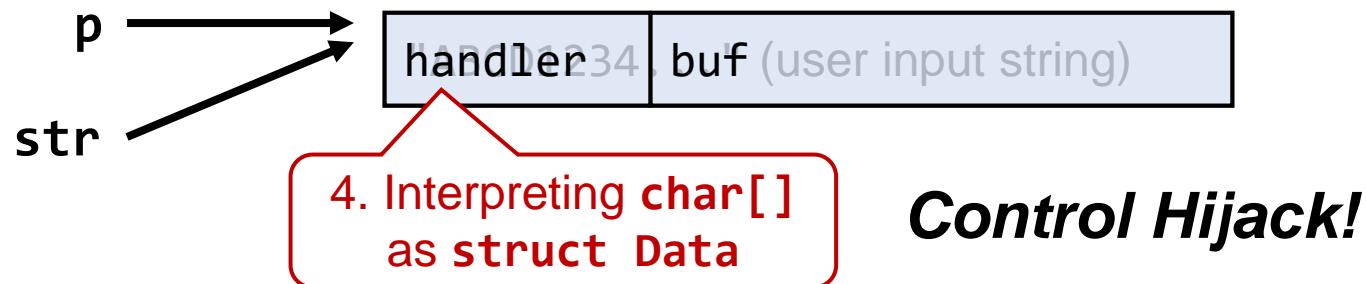 p
handler buf (user input string)
str
4. Interpreting char[]
as struct Data
Control Hijack!